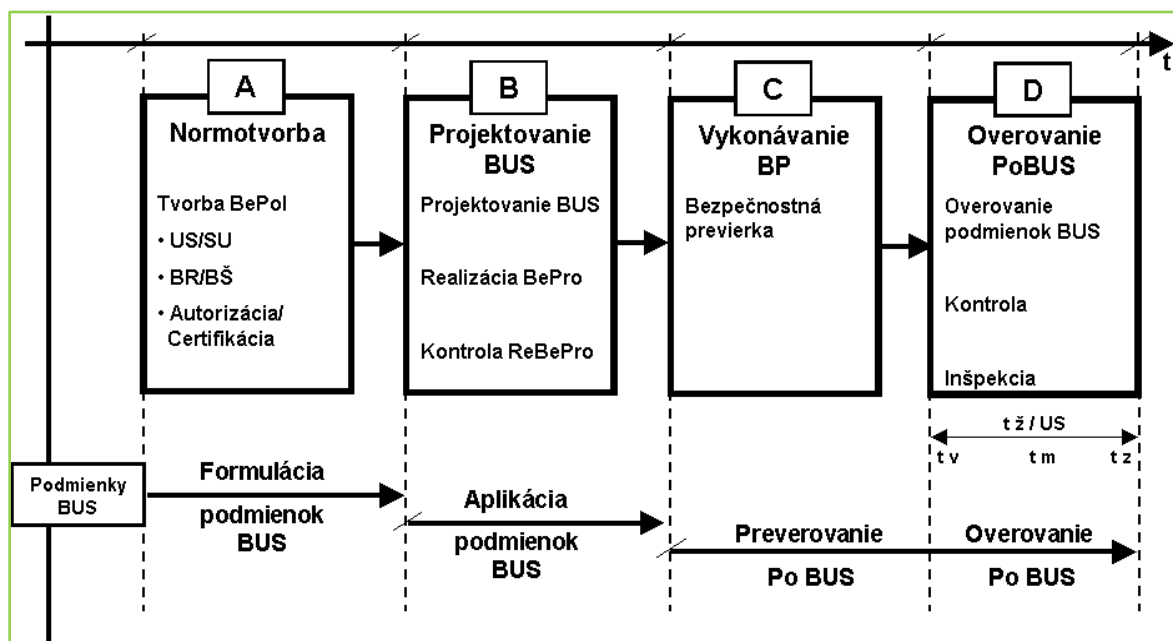 t
A
Normotvorba
Tvorba BePol
• US/SU
• BR/BŠ
• Autorizácia/
Certifikácia
B
Projektovanie
BUS
Projektovanie BUS
Realizácia BePro
Kontrola ReBePro
C
Vykonávanie
BP
Bezpečnostná
previerka
D
Overovanie
PoBUS
Overovanie
podmienok BUS
Kontrola
Inšpekcia
t ž / US
t v t m t z
Podmienky
BUS
Formulácia
podmienok
BUS
Aplikácia
podmienok
BUS
Preverovanie
Po BUS
Overovanie
Po BUS